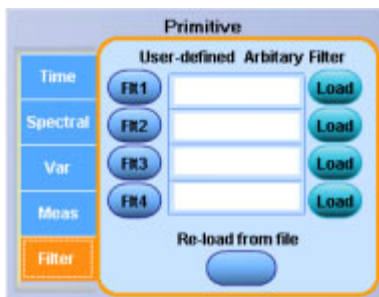 Primitive
User-defined Arbitary Filter
Time
Flt1
Load
Spectral
Flt2
Load
Var
Flt3
Load
Meas
Flt4
Load
Filter
Re-load from file